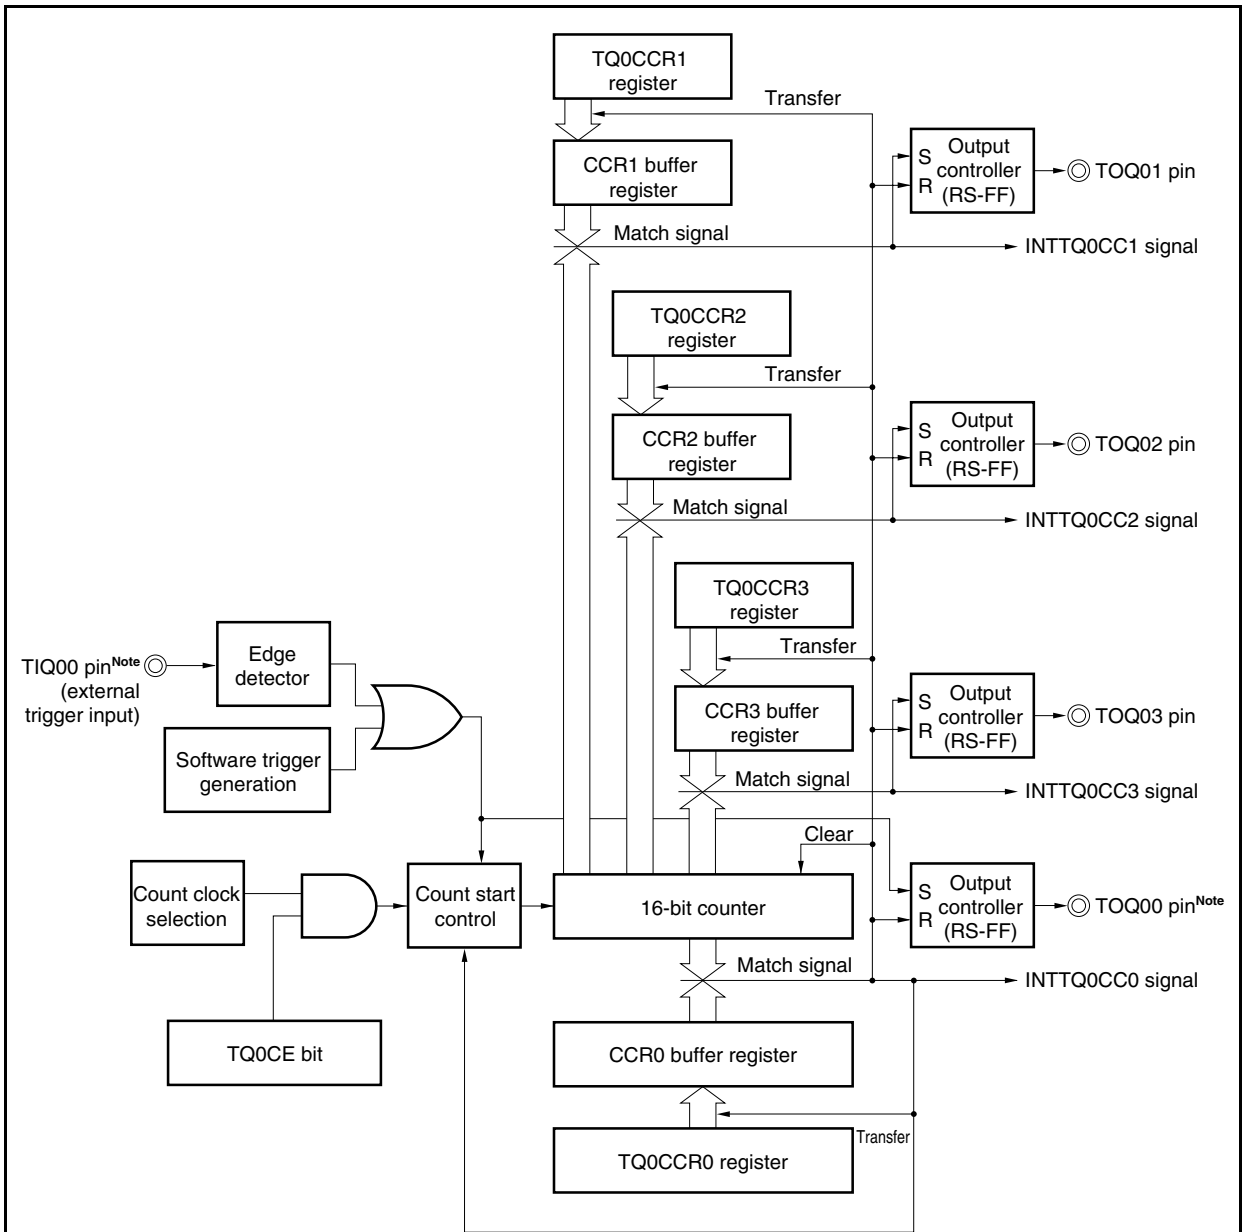 TQ0CCR1
register
Transfer
CCR1 buffer
register
S
R
Output
controller
(RS-FF)
TOQ01 pin
Match signal
INTTQ0CC1 signal
TQ0CCR2
register
Transfer
CCR2 buffer
register
S
R
Output
controller
(RS-FF)
TOQ02 pin
Match signal
INTTQ0CC2 signal
TQ0CCR3
register
Transfer
TIQ00 pinNote
(external
trigger input)
Edge
detector
CCR3 buffer
register
S
R
Output
controller
(RS-FF)
TOQ03 pin
Software trigger
generation
Match signal
INTTQ0CC3 signal
Clear
Count clock
selection
Count start
control
16-bit counter
S
R
Output
controller
(RS-FF)
TOQ00 pinNote
Match signal
INTTQ0CC0 signal
TQ0CE bit
CCR0 buffer register
Transfer
TQ0CCR0 register